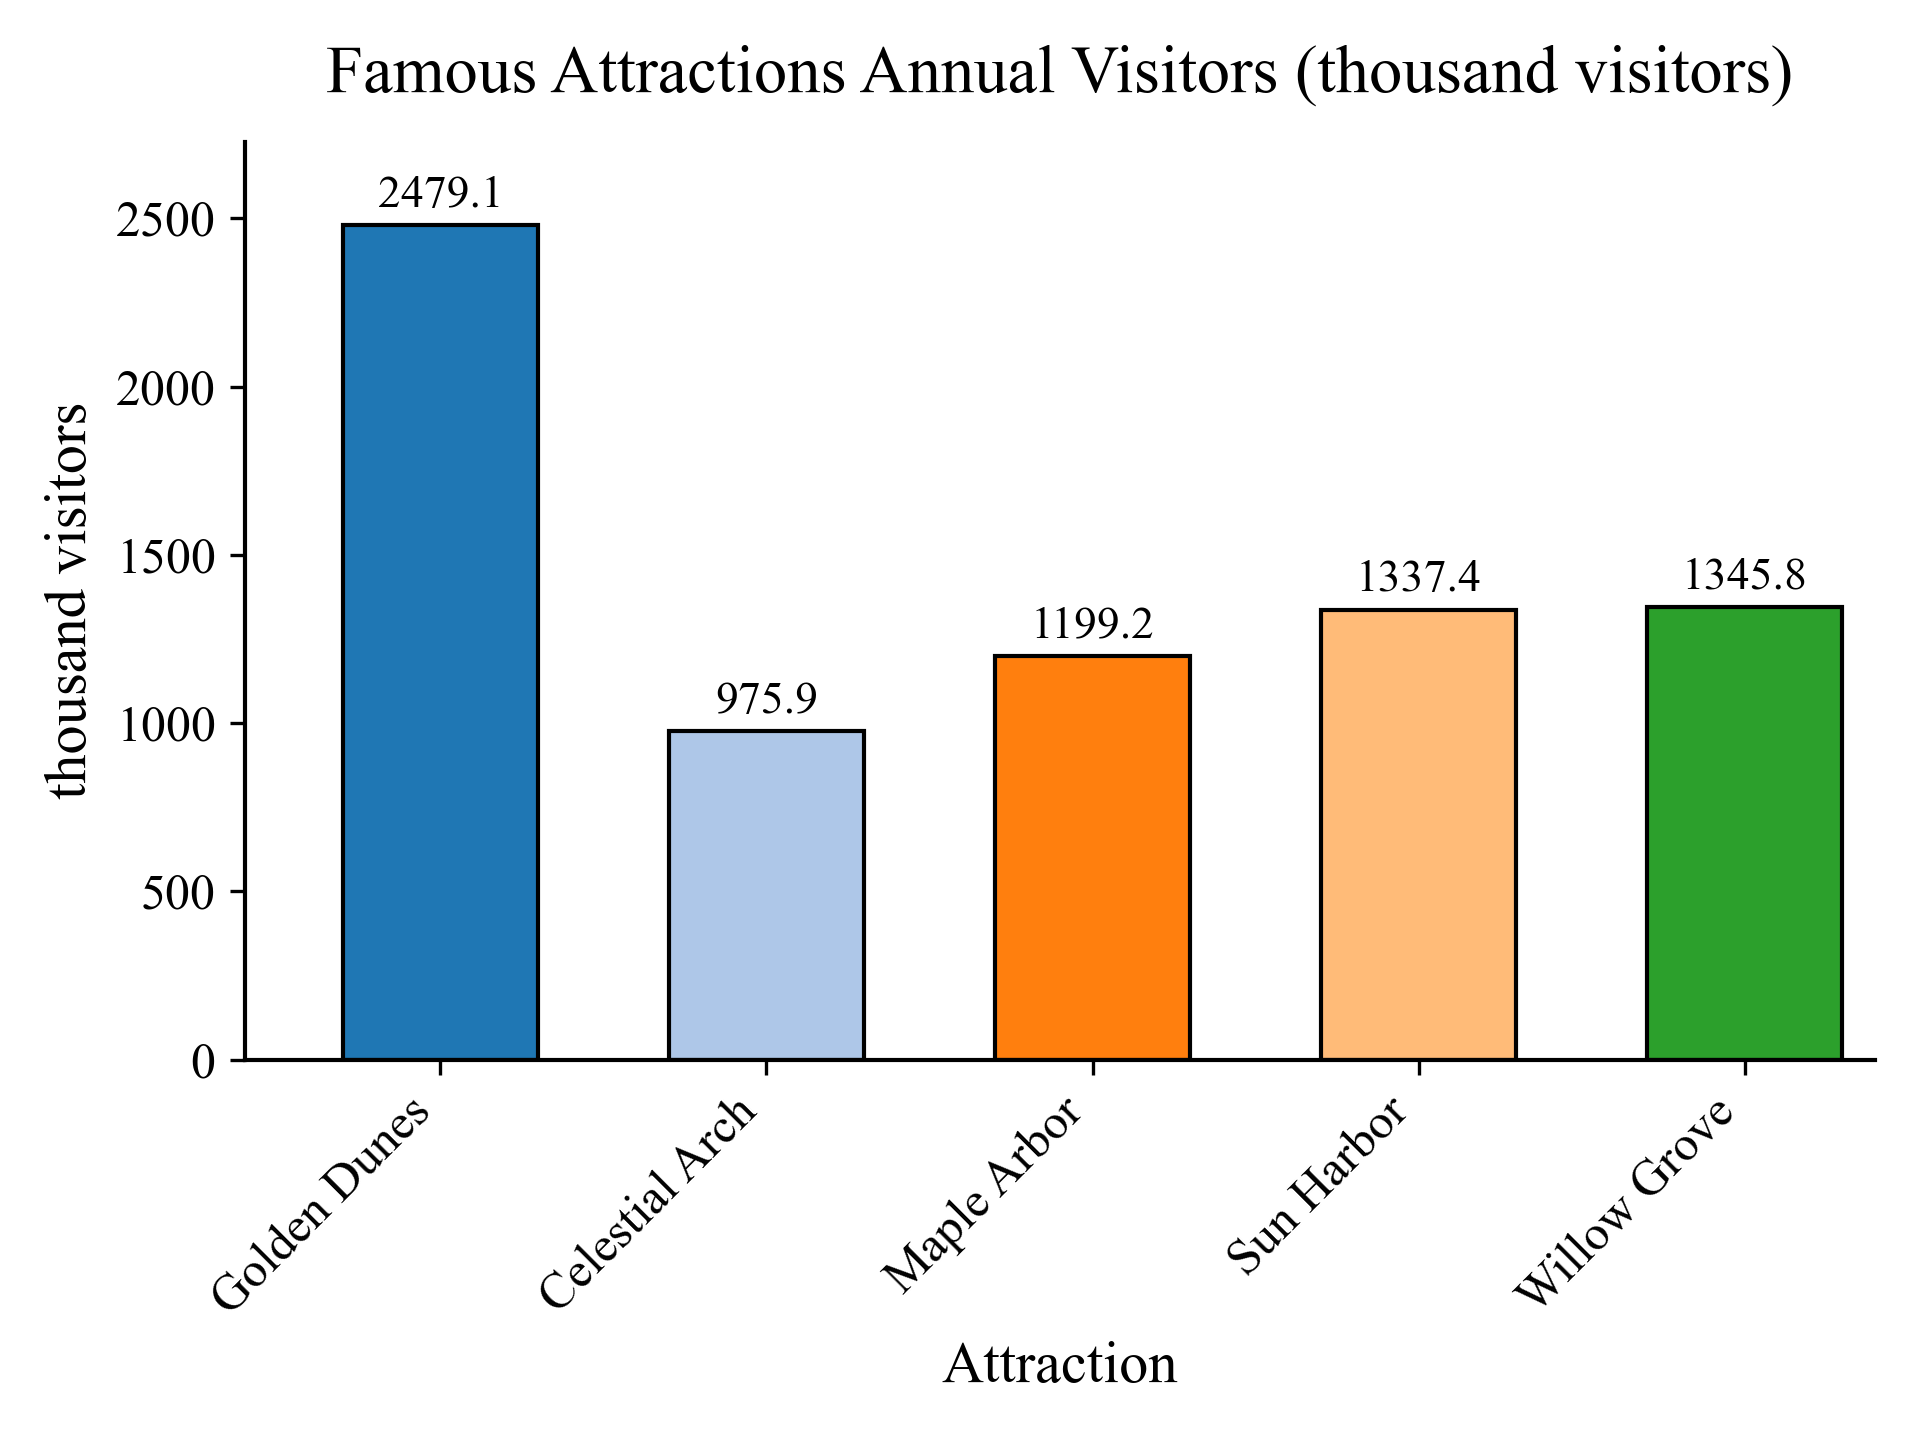 Famous Attractions Annual Visitors (thousand visitors)
thousand visitors
2500
2000
1500
1000
500
0
2479.1
975.9
1199.2
1337.4
1345.8
Golden Dunes
Celestial Arch
Maple Arbor
Sun Harbor
Willow Grove
Attraction